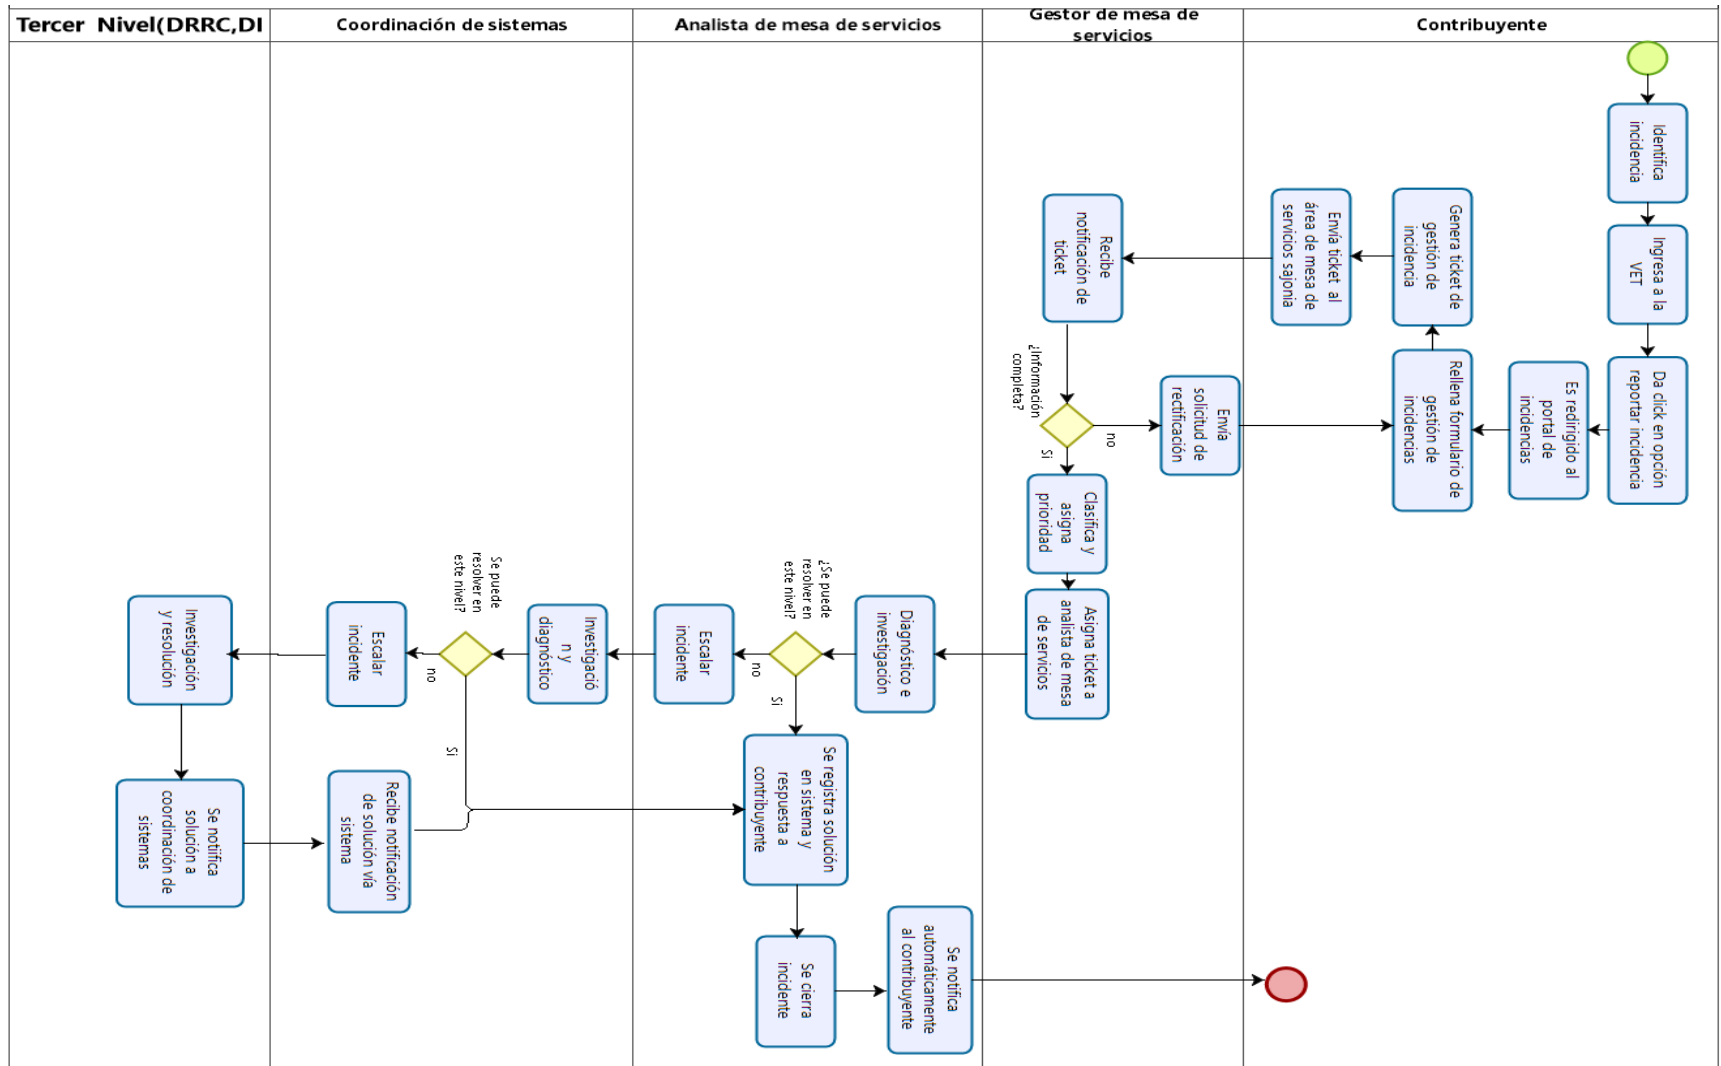 Tercer  Nivel(DRRC,DI
Coordinación de sistemas
Analista de mesa de servicios
Gestor de mesa de
servicios
Contribuyente
Identifica
incidencia
Ingresa a la
VET
Da click en opción
reportar incidencia
Es redirigido al
portal de
incidencias
Rellena formulario de
gestión de
incidencias
Genera ticket de
gestión de
incidencia
Envía ticket  al
área de mesa de
servicios sajonia
Recibe
notificación de
ticket
¿Información
completa?
no
Envía
solicitud de
rectificación
Si
Clasifica y
asigna
prioridad
Asigna ticket a
analista de mesa
de servicios
Diagnóstico e
investigación
¿Se puede
resolver en
este nivel?
no
Si
Escalar
incidente
Investigació
n y
diagnóstico
Se puede
resolver en
este nivel?
no
Si
Escalar
incidente
Investigación
y resolución
Se notiifica
solución a
coordinación de
sistemas
Recibe notificación
de solución vía
sistema
Se registra solución
en sistema y
respuesta a
contribuyente
Se cierra
incidente
Se notifica
automáticamente
al contribuyente